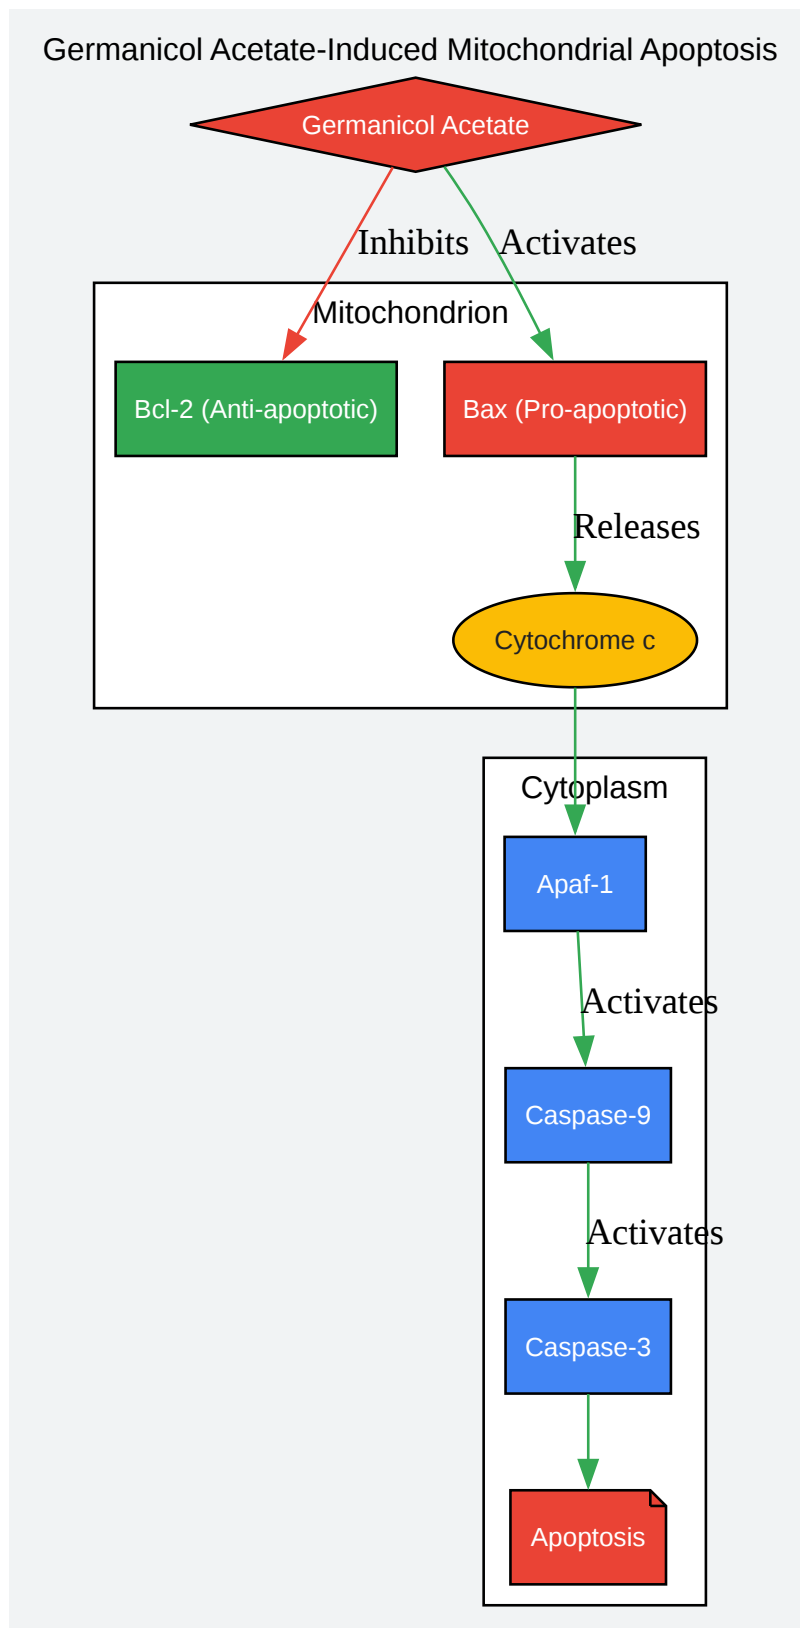 Germanicol Acetate-Induced Mitochondrial Apoptosis
Germanicol Acetate
Inhibits
Activates
Mitochondrion
Bcl-2 (Anti-apoptotic)
Bax (Pro-apoptotic)
Releases
Cytochrome c
Cytoplasm
Apaf-1
Activates
Caspase-9
Activates
Caspase-3
Apoptosis